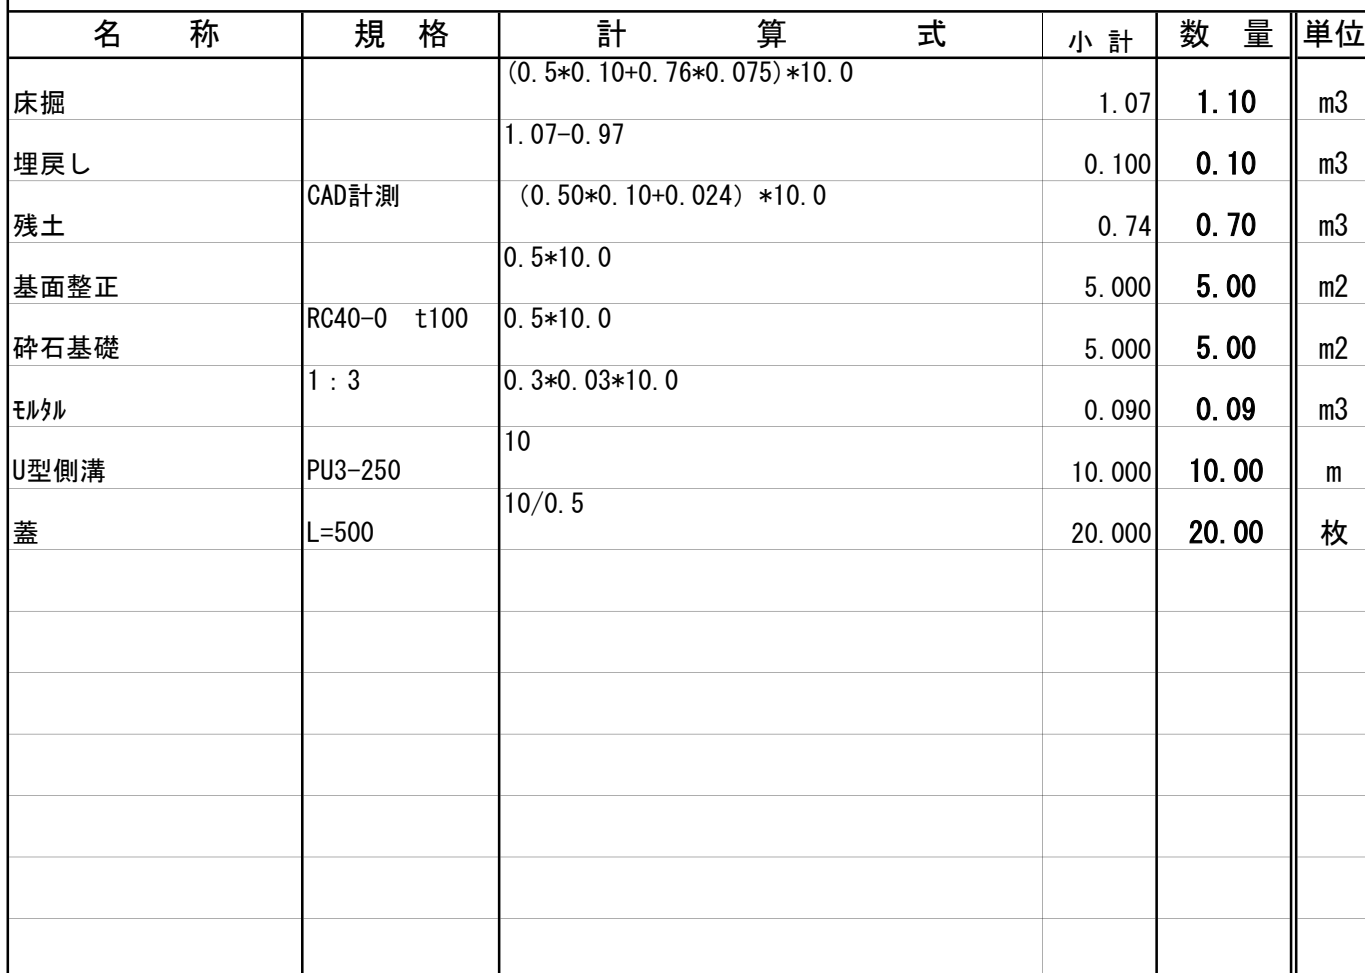 名 称 規 格 計 算 式 小 計 数 量 単位
床掘 (0.5*0.10+0.76*0.075)*10.0 1.07 1.10 m3
埋戻し 1.07-0.97 0.100 0.10 m3
残土 CAD計測 (0.50*0.10+0.024) *10.0 0.74 0.70 m3
基面整正 0.5*10.0 5.000 5.00 m2
砕石基礎 RC40-0 t100 0.5*10.0 5.000 5.00 m2
ﾓﾙﾀﾙ 1：3 0.3*0.03*10.0 0.090 0.09 m3
U型側溝 PU3-250 10 10.000 10.00 m
蓋 L=500 10/0.5 20.000 20.00 枚